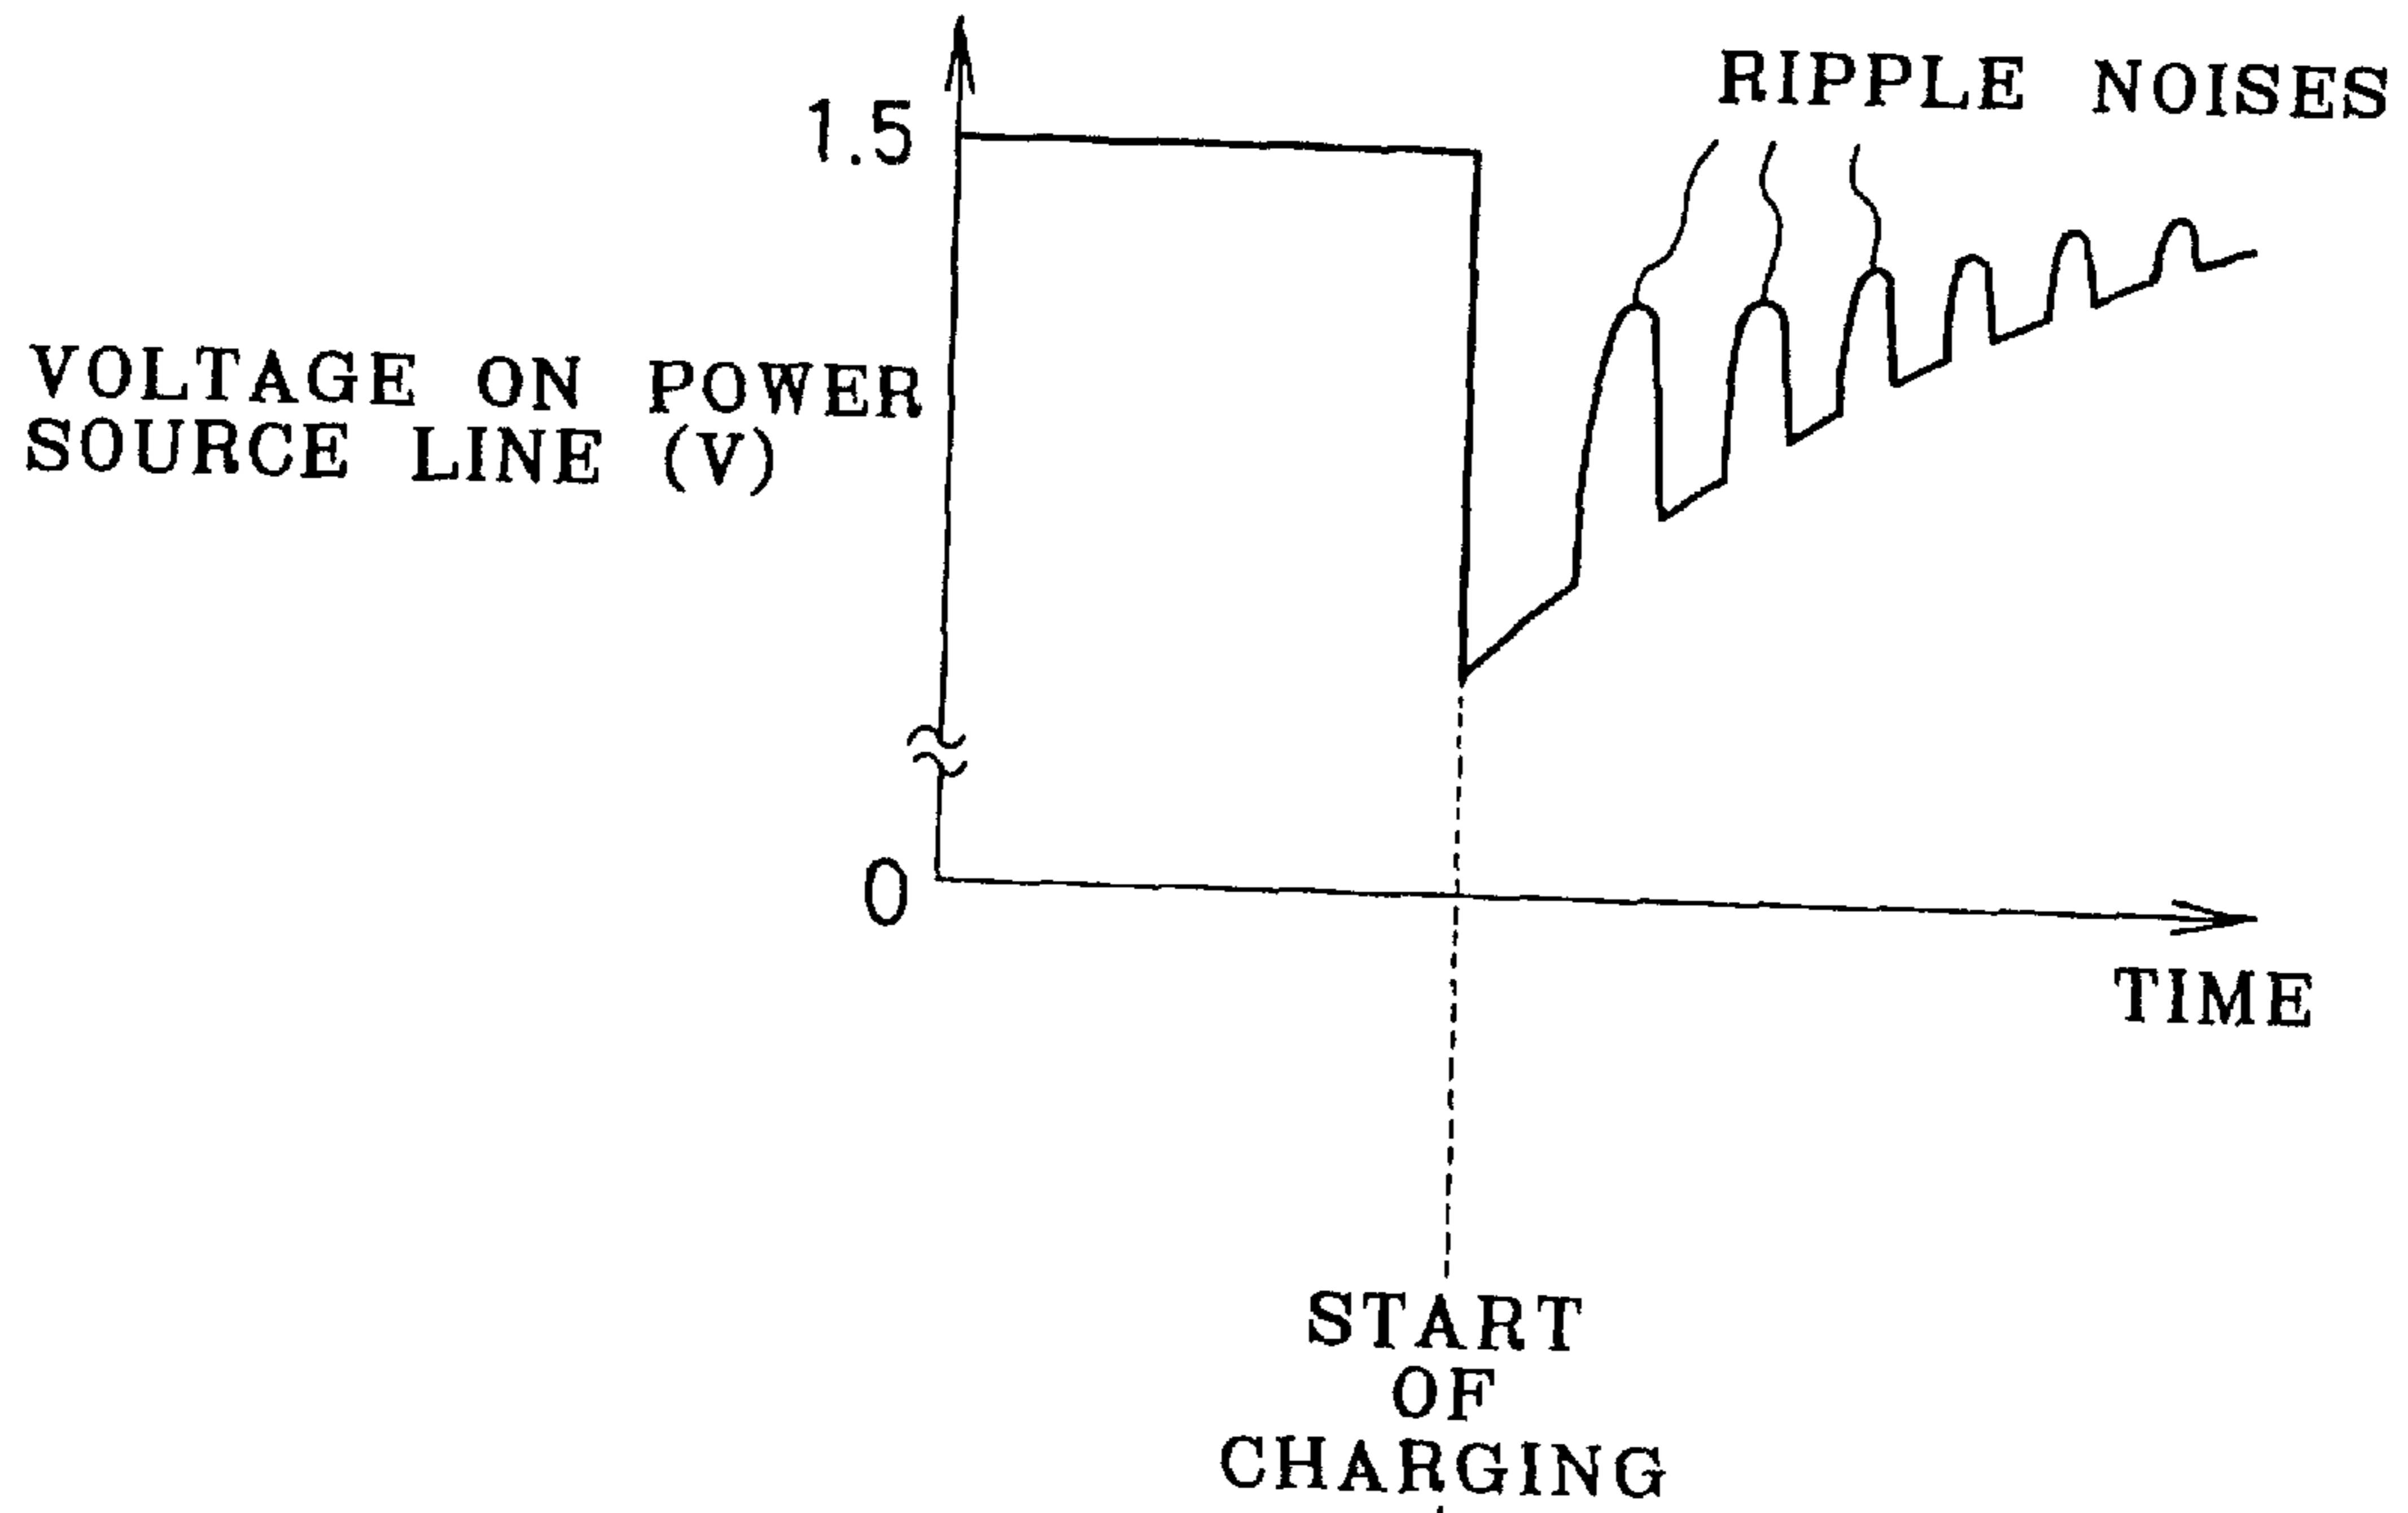 RIPPLE NOISES
1.5
VOLTAGE ON POWER
SOURCE LINE (V)
0
TIME
START
OF
CHARGING